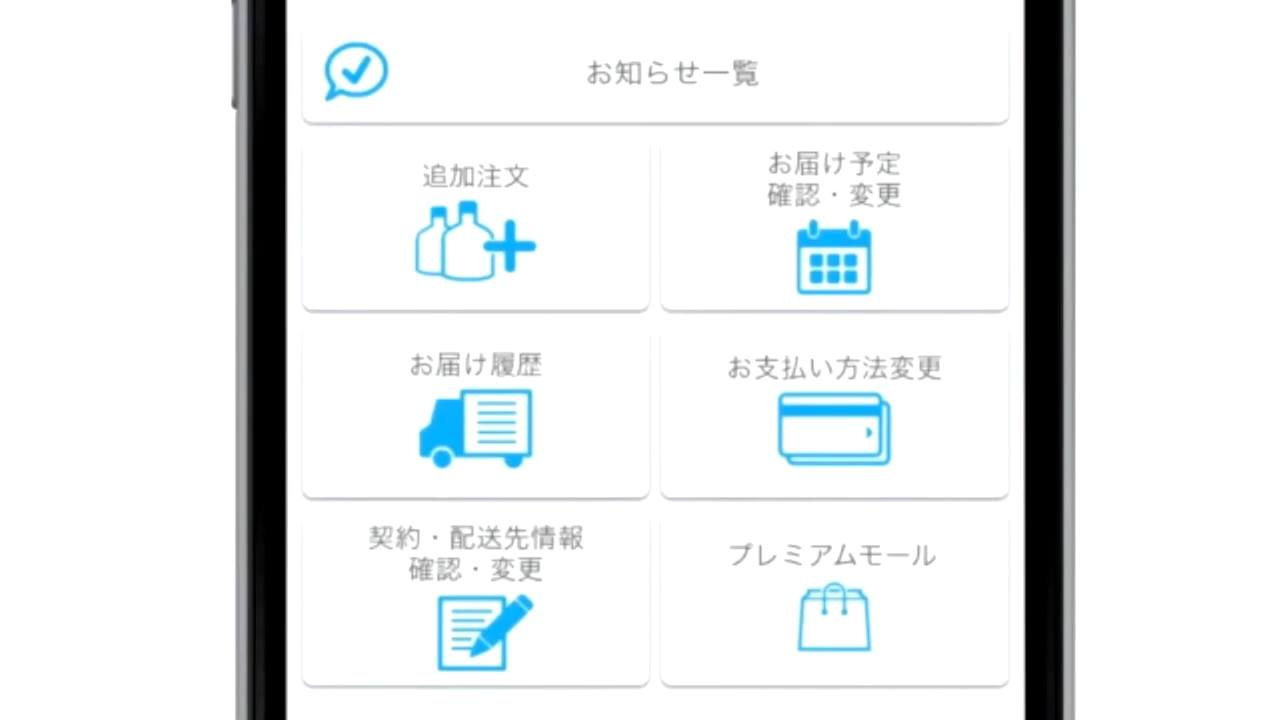 お知らせ一覧
追加注文
お届け予定
確認・変更
お届け履歴
お支払い方法変更
契約・配送先情報
確認・変更
プレミアムモール